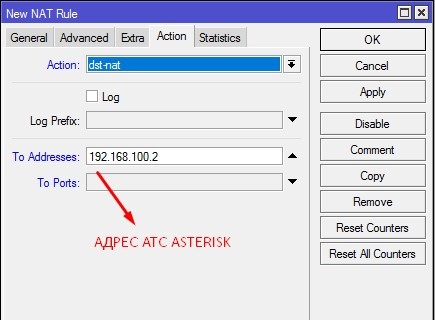 New NAT Rule
General Advanced Extra Action Statistics
Action: dst-nat
Log
Log Prefix:
To Addresses: 192.168.100.2
To Ports:
АДРЕС АТС ASTERISK
OK
Cancel
Apply
Disable
Comment
Copy
Remove
Reset Counters
Reset All Counters